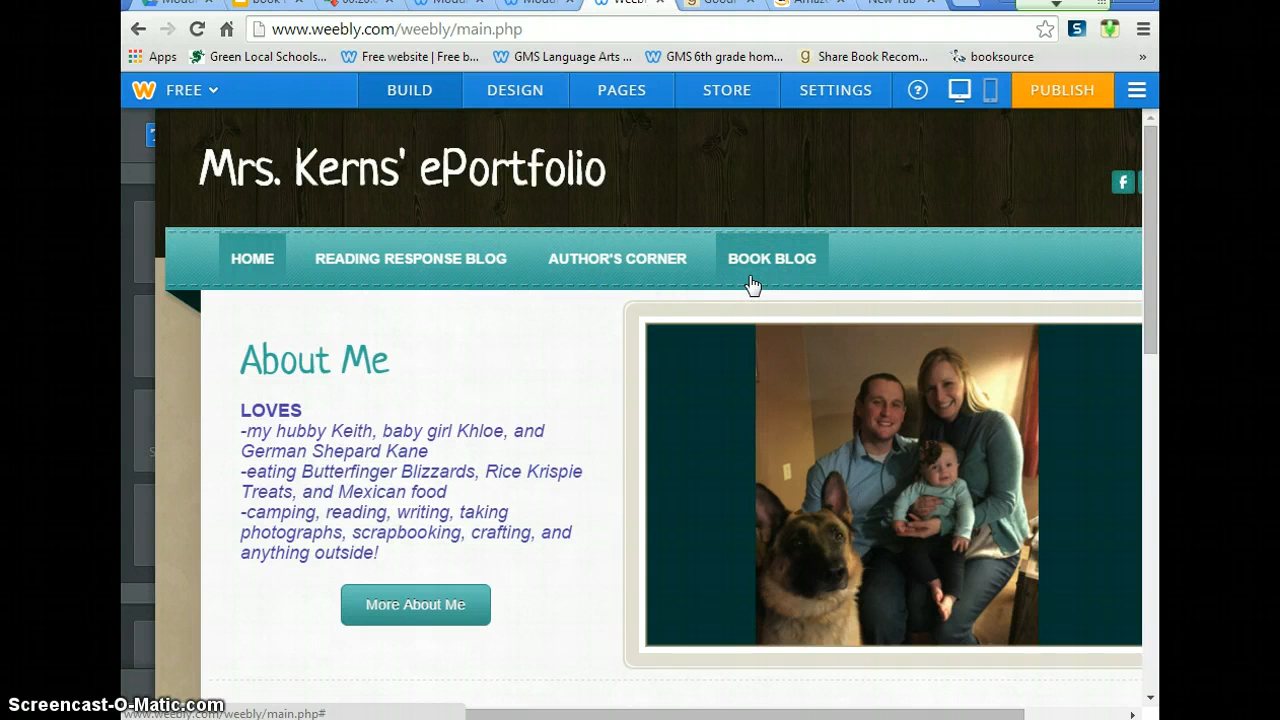 www.weebly.com/weebly/main.php
Apps Green Local Schools... Free website | Free b... GMS Language Arts ... GMS 6th grade hom... Share Book Recom... booksource »
FREE BUILD DESIGN PAGES STORE SETTINGS ? PUBLISH
Mrs. Kerns' ePortfolio
f
HOME READING RESPONSE BLOG AUTHOR'S CORNER BOOK BLOG
About Me
LOVES
-my hubby Keith, baby girl Khloe, and
German Shepard Kane
-eating Butterfinger Blizzards, Rice Krispie
Treats, and Mexican food
-camping, reading, writing, taking
photographs, scrapbooking, crafting, and
anything outside!
More About Me
Screencast-O-Matic.com
www.weebly.com/weebly/main.php#